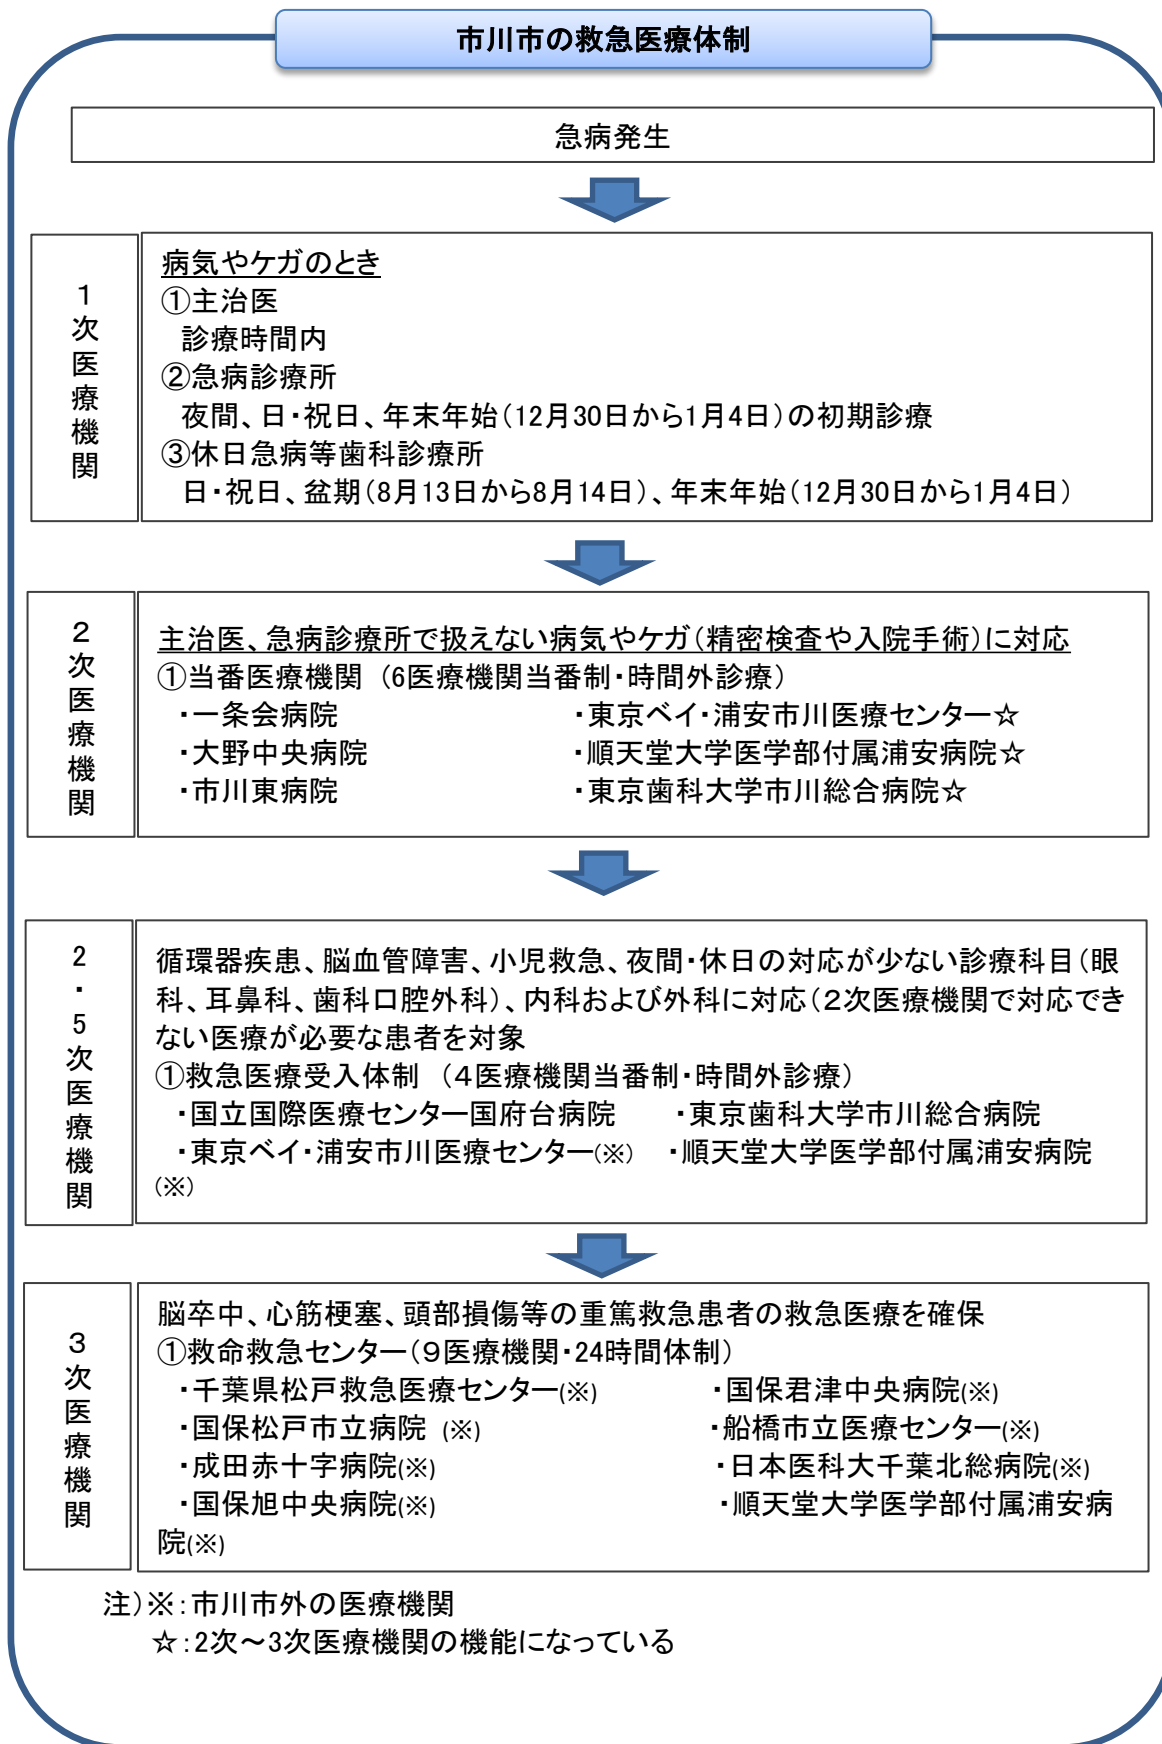 市川市の救急医療体制
急病発生
1次医療機関
病気やケガのとき
①主治医
診療時間内
②急病診療所
夜間、日・祝日、年末年始(12月30日から1月4日)の初期診療
③休日急病等歯科診療所
日・祝日、盆期(8月13日から8月14日)、年末年始(12月30日から1月4日)
2次医療機関
主治医、急病診療所で扱えない病気やケガ(精密検査や入院手術)に対応
①当番医療機関 (6医療機関当番制・時間外診療)
・一条会病院 ・東京ベイ・浦安市川医療センター☆
・大野中央病院 ・順天堂大学医学部付属浦安病院☆
・市川東病院 ・東京歯科大学市川総合病院☆
2・5次医療機関
循環器疾患、脳血管障害、小児救急、夜間・休日の対応が少ない診療科目(眼
科、耳鼻科、歯科口腔外科)、内科および外科に対応(2次医療機関で対応でき
ない医療が必要な患者を対象
①救急医療受入体制 (4医療機関当番制・時間外診療)
・国立国際医療センター国府台病院 ・東京歯科大学市川総合病院
・東京ベイ・浦安市川医療センター(※) ・順天堂大学医学部付属浦安病院
(※)
3次医療機関
脳卒中、心筋梗塞、頭部損傷等の重篤救急患者の救急医療を確保
①救命救急センター(9医療機関・24時間体制)
・千葉県松戸救急医療センター(※) ・国保君津中央病院(※)
・国保松戸市立病院 (※) ・船橋市立医療センター(※)
・成田赤十字病院(※) ・日本医科大千葉北総病院(※)
・国保旭中央病院(※) ・順天堂大学医学部付属浦安病
院(※)
注)※:市川市外の医療機関
☆:2次～3次医療機関の機能になっている